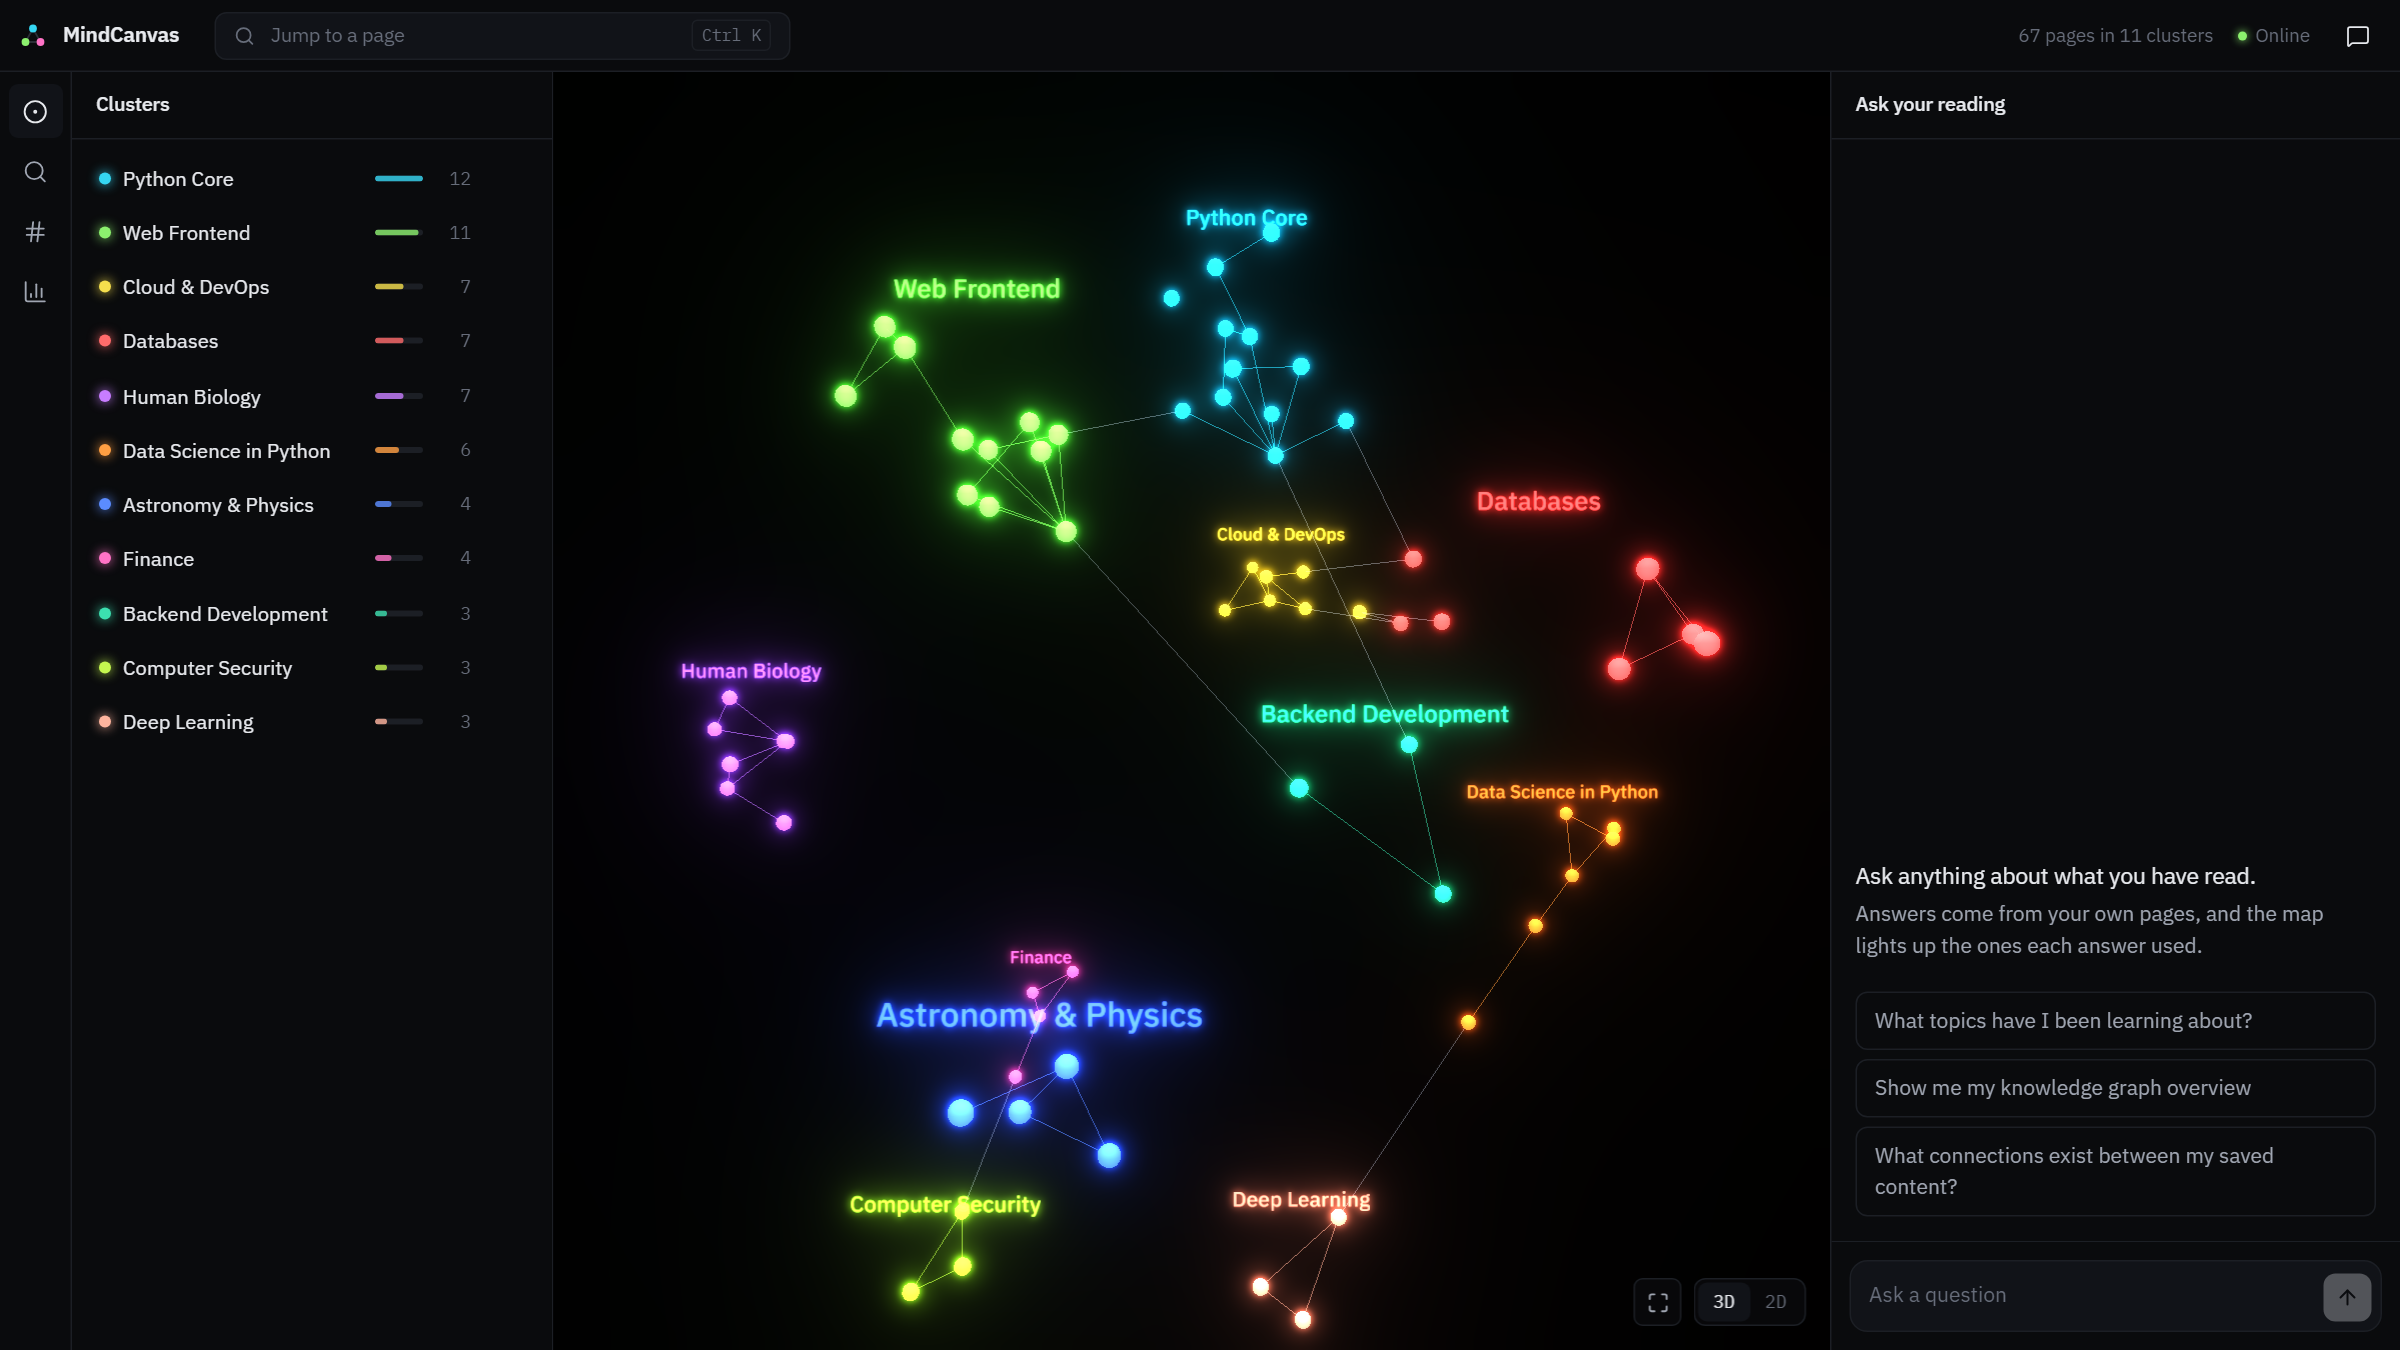 MindCanvas
Jump to a page
Ctrl K
67 pages in 11 clusters
Online
Clusters
Python Core 12
Web Frontend 11
Cloud & DevOps 7
Databases 7
Human Biology 7
Data Science in Python 6
Astronomy & Physics 4
Finance 4
Backend Development 3
Computer Security 3
Deep Learning 3
Python Core
Web Frontend
Databases
Cloud & DevOps
Human Biology
Backend Development
Data Science in Python
Finance
Astronomy & Physics
Computer Security
Deep Learning
3D 2D
Ask your reading
Ask anything about what you have read.
Answers come from your own pages, and the map
lights up the ones each answer used.
What topics have I been learning about?
Show me my knowledge graph overview
What connections exist between my saved
content?
Ask a question